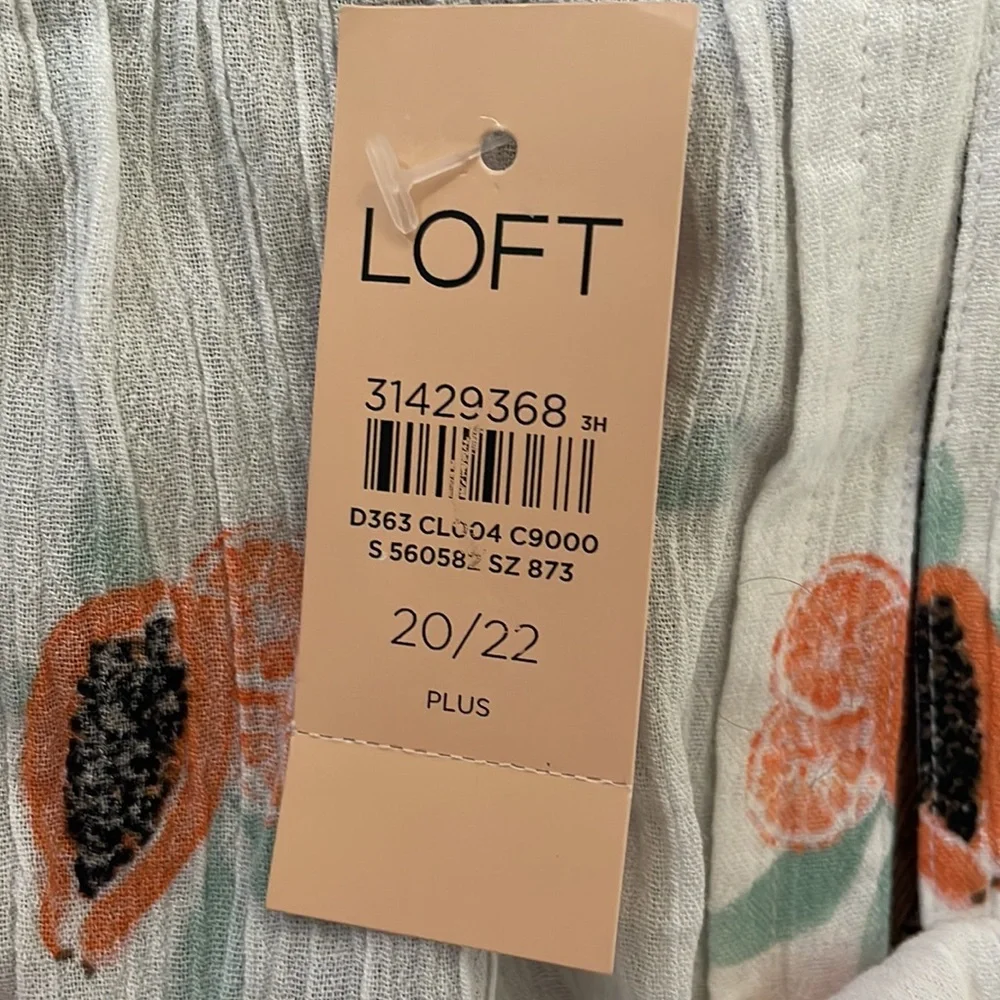 LOFT
31429368 3H
D363 CL004 C9000
S 560582 SZ 873
20/22
PLUS